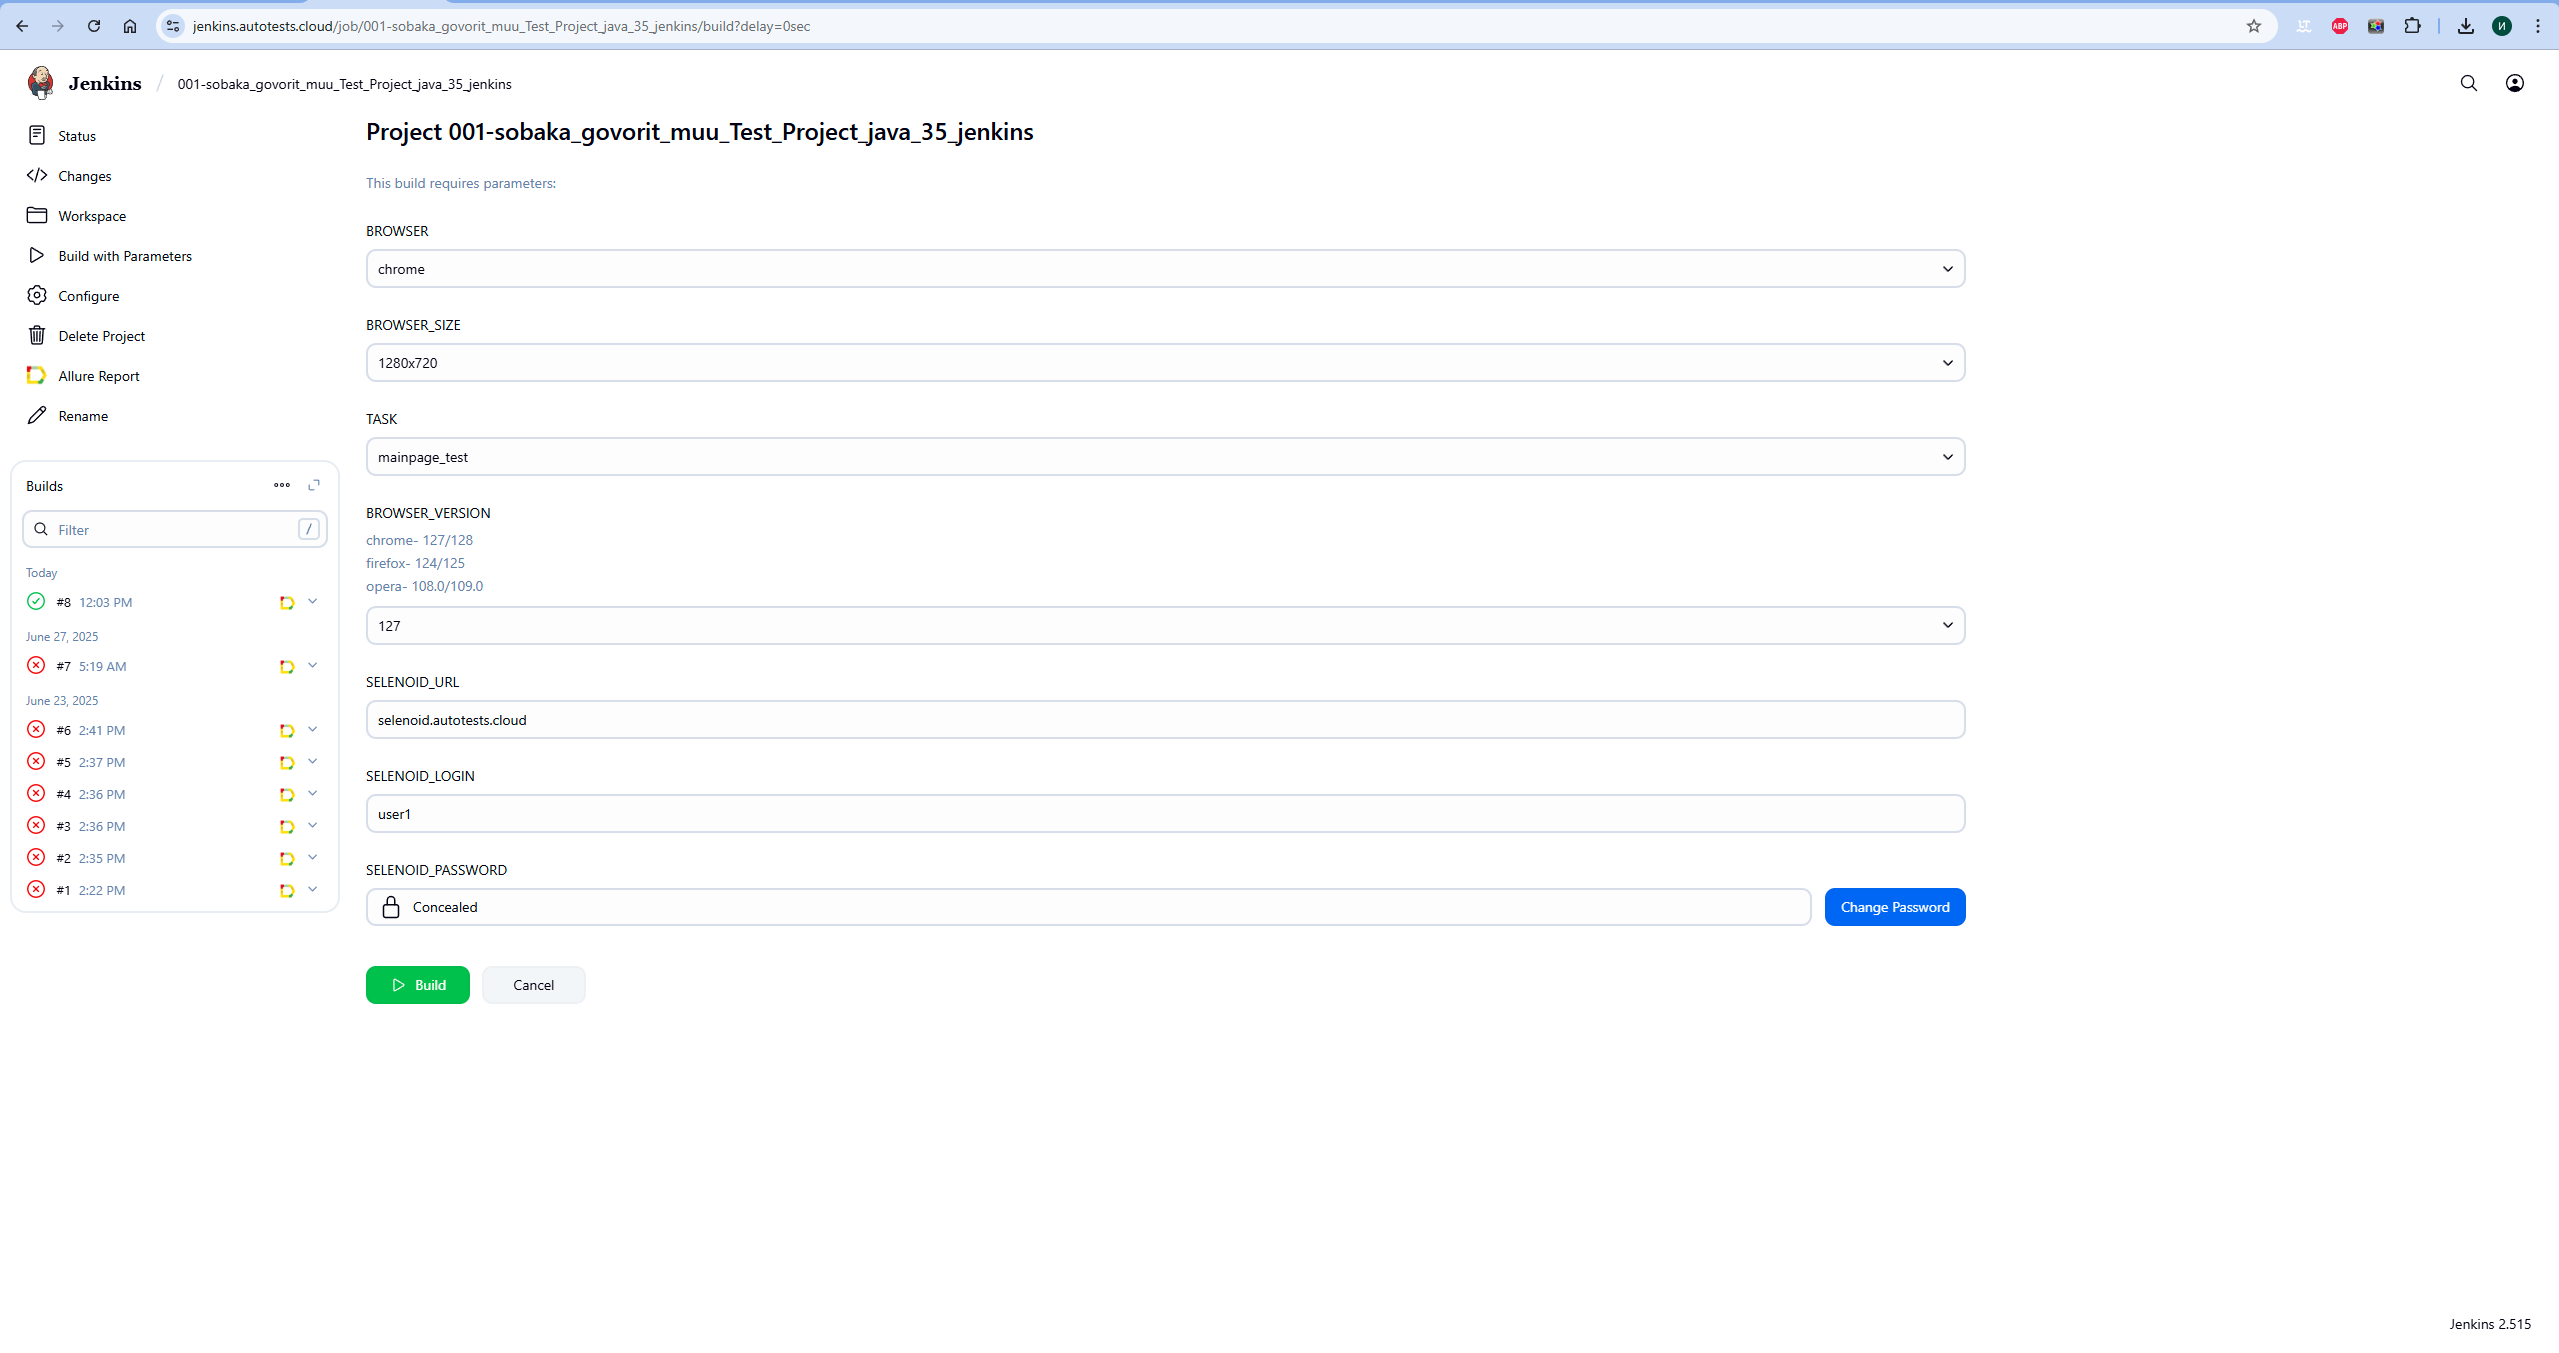 jenkins.autotests.cloud/job/001-sobaka_govorit_muu_Test_Project_java_35_jenkins/build?delay=0sec
ABP
И
Jenkins / 001-sobaka_govorit_muu_Test_Project_java_35_jenkins
Status
Changes
Workspace
Build with Parameters
Configure
Delete Project
Allure Report
Rename
Builds
Filter /
Today
#8 12:03 PM
June 27, 2025
#7 5:19 AM
June 23, 2025
#6 2:41 PM
#5 2:37 PM
#4 2:36 PM
#3 2:36 PM
#2 2:35 PM
#1 2:22 PM
Project 001-sobaka_govorit_muu_Test_Project_java_35_jenkins
This build requires parameters:
BROWSER
chrome
BROWSER_SIZE
1280x720
TASK
mainpage_test
BROWSER_VERSION
chrome- 127/128
firefox- 124/125
opera- 108.0/109.0
127
SELENOID_URL
selenoid.autotests.cloud
SELENOID_LOGIN
user1
SELENOID_PASSWORD
Concealed
Change Password
Build
Cancel
Jenkins 2.515